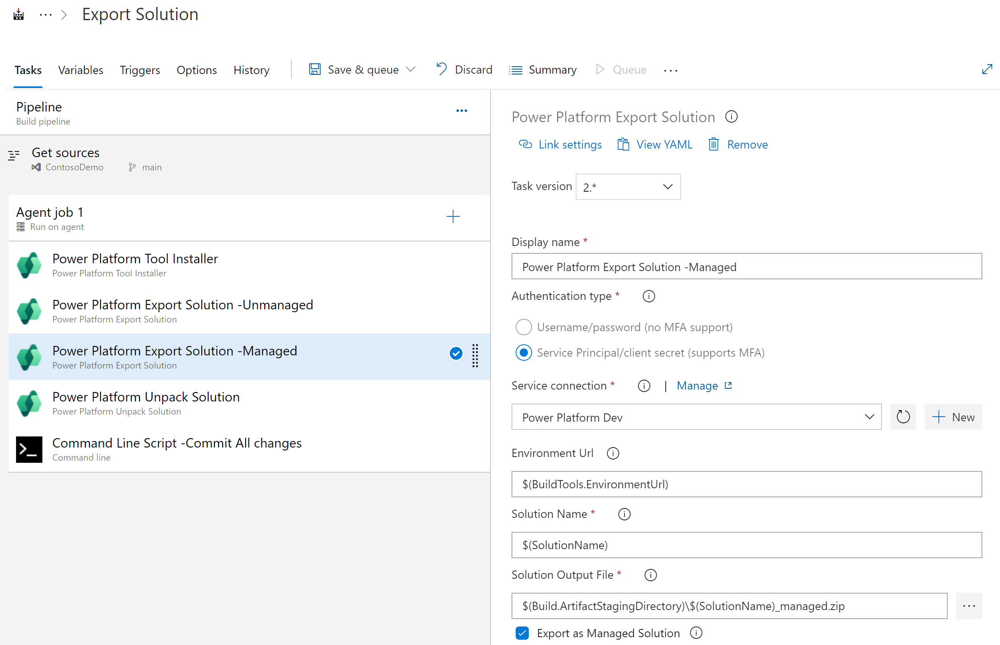 Export Solution
Tasks Variables Triggers Options History Save & queue Discard Summary Queue
Pipeline
Build pipeline
Get sources
ContosoDemo main
Agent job 1
Run on agent
Power Platform Tool Installer
Power Platform Tool Installer
Power Platform Export Solution -Unmanaged
Power Platform Export Solution
Power Platform Export Solution -Managed
Power Platform Export Solution
Power Platform Unpack Solution
Power Platform Unpack Solution
Command Line Script -Commit All changes
Command line
Power Platform Export Solution
Link settings View YAML Remove
Task version 2.*
Display name *
Power Platform Export Solution -Managed
Authentication type *
Username/password (no MFA support)
Service Principal/client secret (supports MFA)
Service connection * | Manage
Power Platform Dev New
Environment Url
$(BuildTools.EnvironmentUrl)
Solution Name *
$(SolutionName)
Solution Output File *
$(Build.ArtifactStagingDirectory)\$(SolutionName)_managed.zip
Export as Managed Solution